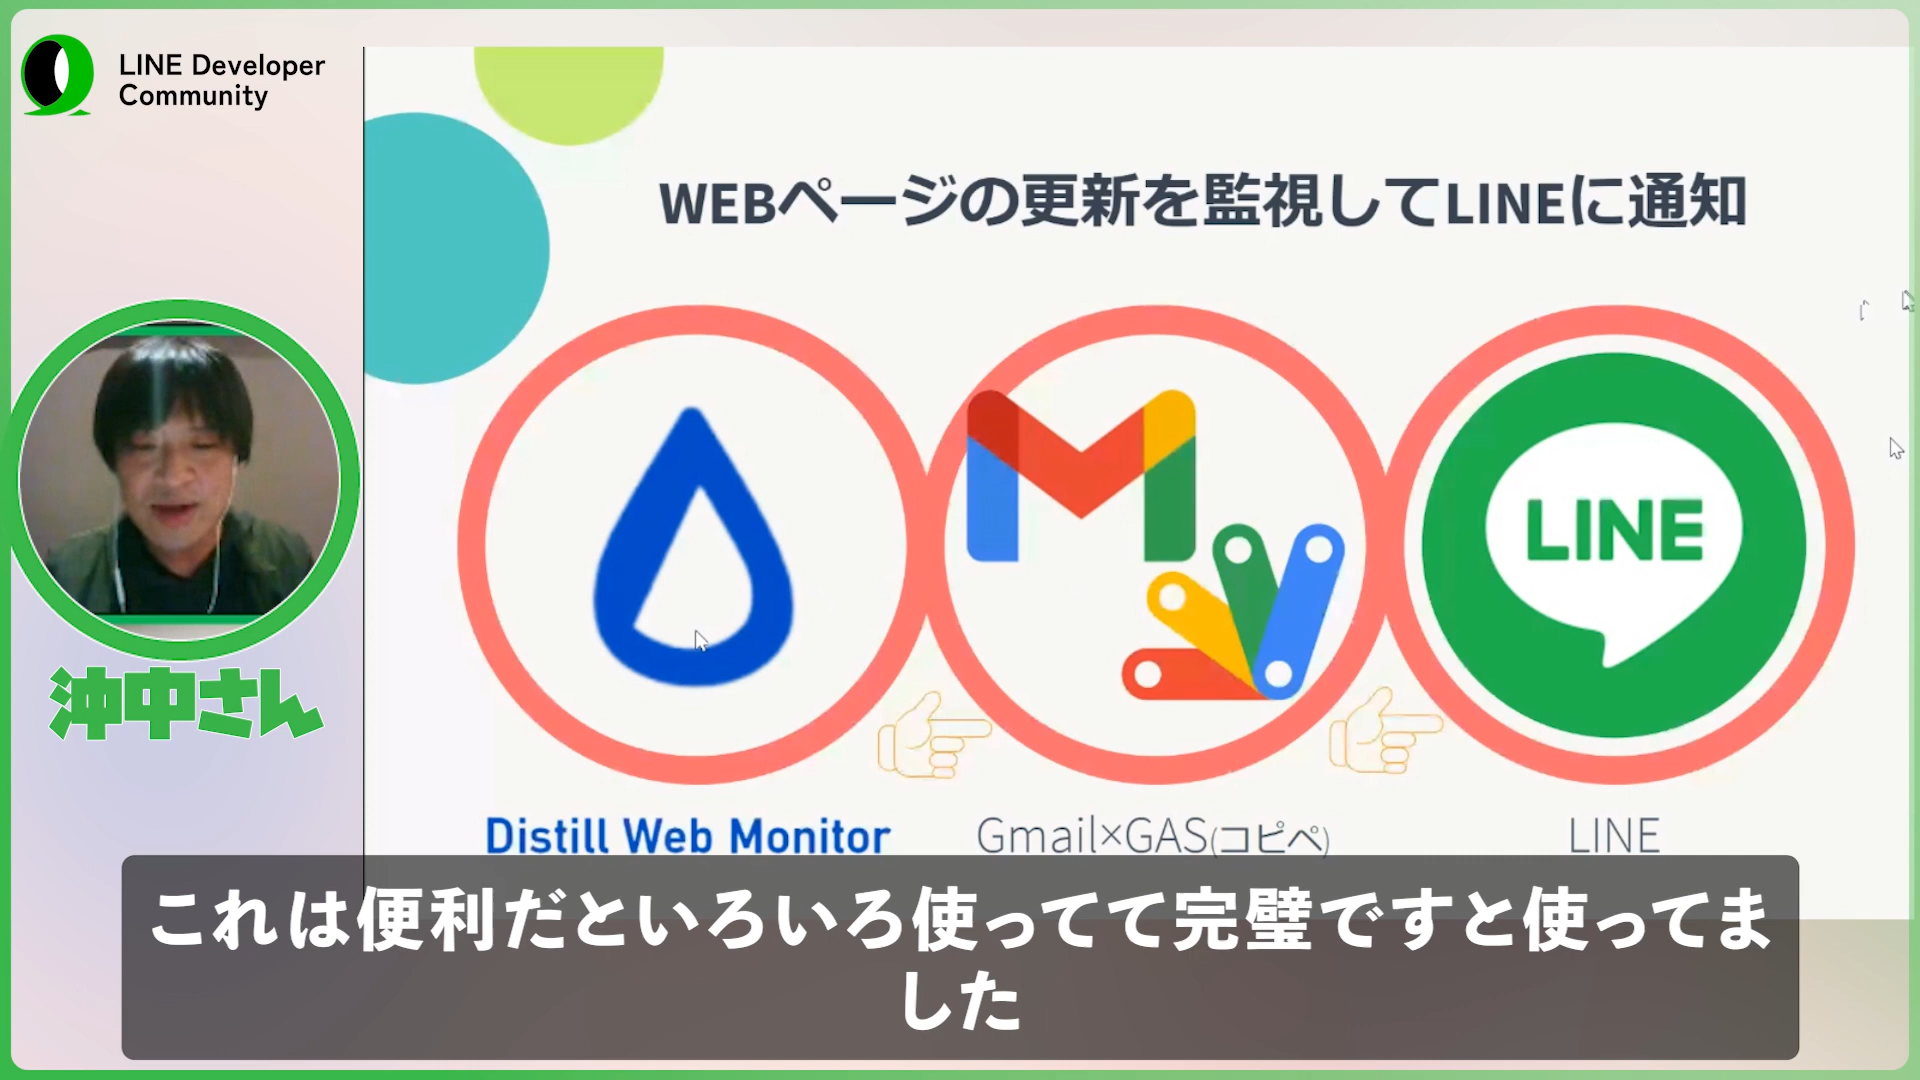 LINE Developer
Community
WEBページの更新を監視してLINEに通知
LINE
沖中さん
Distill Web Monitor
Gmail×GAS(コピペ)
LINE
これは便利だといろいろ使ってて完璧ですと使ってま
した